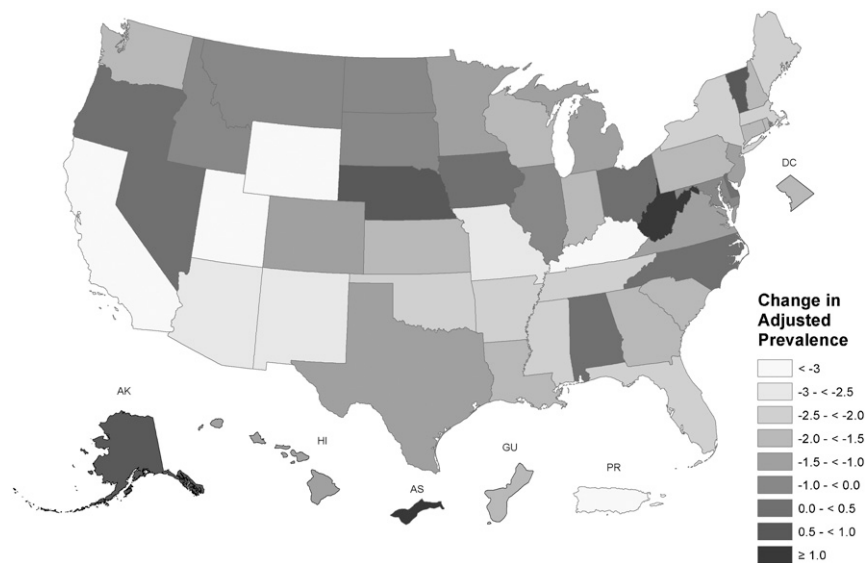 DC
Change in
Adjusted
Prevalence
< -3
-3 - < -2.5
-2.5 - < -2.0
-2.0 - < -1.5
-1.5 - < -1.0
-1.0 - < 0.0
0.0 - < 0.5
0.5 - < 1.0
≥ 1.0
AK
HI
AS
GU
PR